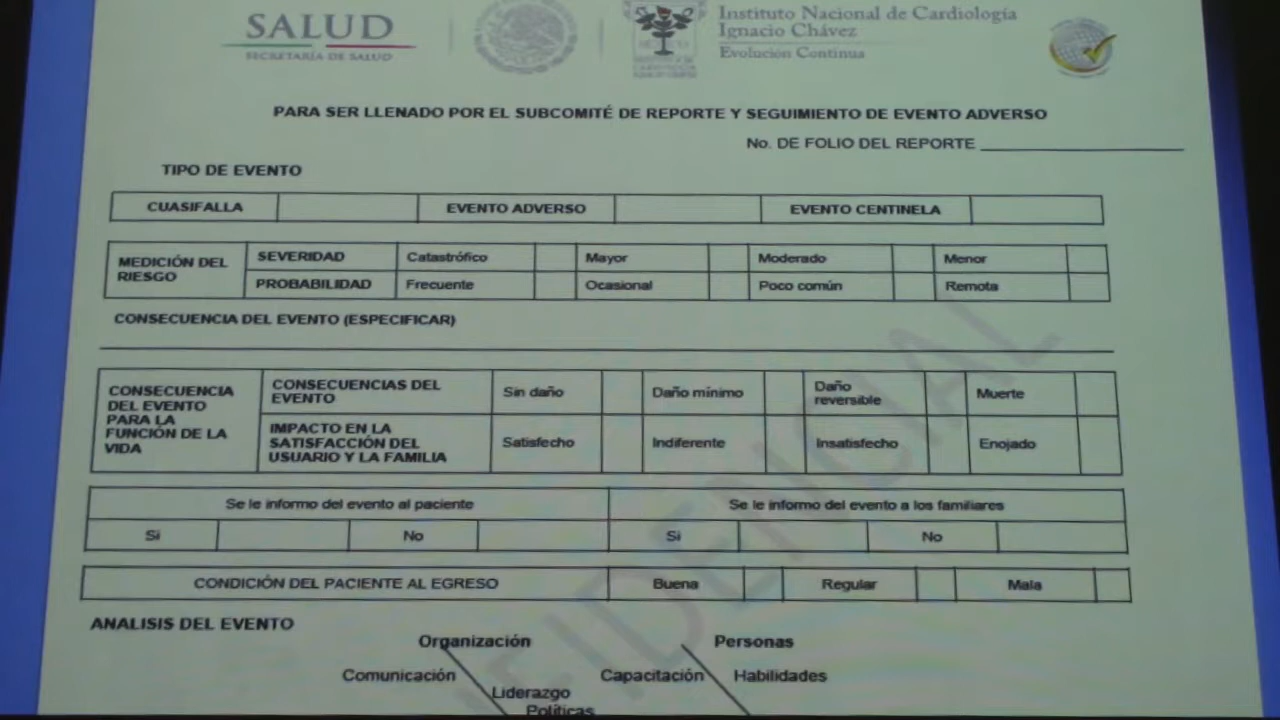 SALUD
SECRETARÍA DE SALUD
Instituto Nacional de Cardiología
Ignacio Chávez
Evolución Continua
PARA SER LLENADO POR EL SUBCOMITÉ DE REPORTE Y SEGUIMIENTO DE EVENTO ADVERSO
No. DE FOLIO DEL REPORTE
TIPO DE EVENTO
CUASIFALLA EVENTO ADVERSO EVENTO CENTINELA
MEDICIÓN DEL RIESGO
SEVERIDAD Catastrófico Mayor Moderado Menor
PROBABILIDAD Frecuente Ocasional Poco común Remota
CONSECUENCIA DEL EVENTO (ESPECIFICAR)
CONSECUENCIA
DEL EVENTO
PARA LA
FUNCIÓN DE LA
VIDA
CONSECUENCIAS DEL
EVENTO
Sin daño Daño mínimo Daño reversible Muerte
IMPACTO EN LA
SATISFACCIÓN DEL
USUARIO Y LA FAMILIA
Satisfecho Indiferente Insatisfecho Enojado
Se le informo del evento al paciente Se le informo del evento a los familiares
Si No Si No
CONDICIÓN DEL PACIENTE AL EGRESO Buena Regular Mala
ANALISIS DEL EVENTO
Organización Personas
Comunicación Capacitación Habilidades
Liderazgo
Políticas
FIDENCIAL